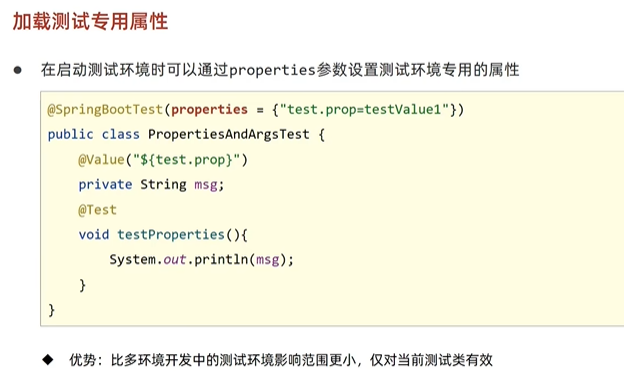 加载测试专用属性
● 在启动测试环境时可以通过properties参数设置测试环境专用的属性
@SpringBootTest(properties = {"test.prop=testValue1"})
public class PropertiesAndArgsTest {
    @Value("${test.prop}")
    private String msg;
    @Test
    void testProperties(){
        System.out.println(msg);
    }
}
◆ 优势：比多环境开发中的测试环境影响范围更小，仅对当前测试类有效